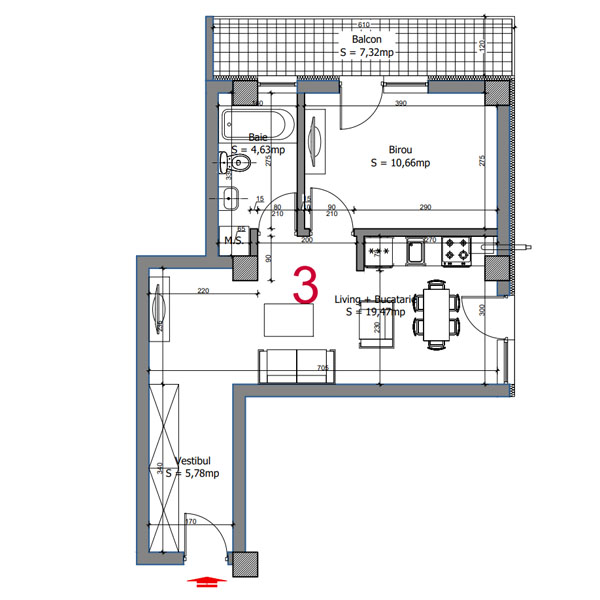 610
Balcon
S = 7,32mp
120
160
390
Baie
S = 4,63mp
Birou
S = 10,66mp
275
275
15
80
210
15
90
210
290
65
M.S.
200
270
90
75
3
220
Living + Bucatarie
S = 19,47mp
300
230
705
Vestibul
S = 5,78mp
340
170